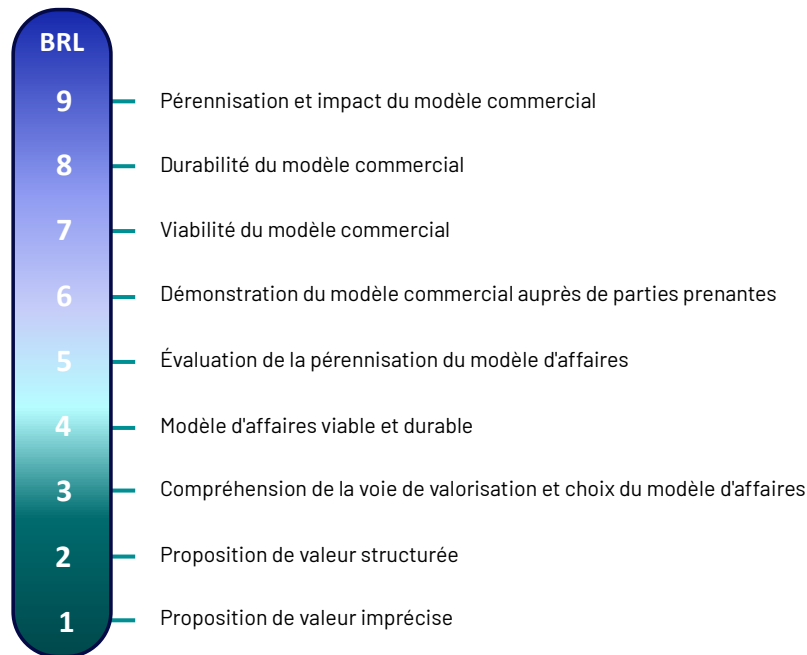 BRL
9 Pérennisation et impact du modèle commercial
8 Durabilité du modèle commercial
7 Viabilité du modèle commercial
6 Démonstration du modèle commercial auprès de parties prenantes
5 Évaluation de la pérennisation du modèle d'affaires
4 Modèle d'affaires viable et durable
3 Compréhension de la voie de valorisation et choix du modèle d'affaires
2 Proposition de valeur structurée
1 Proposition de valeur imprécise